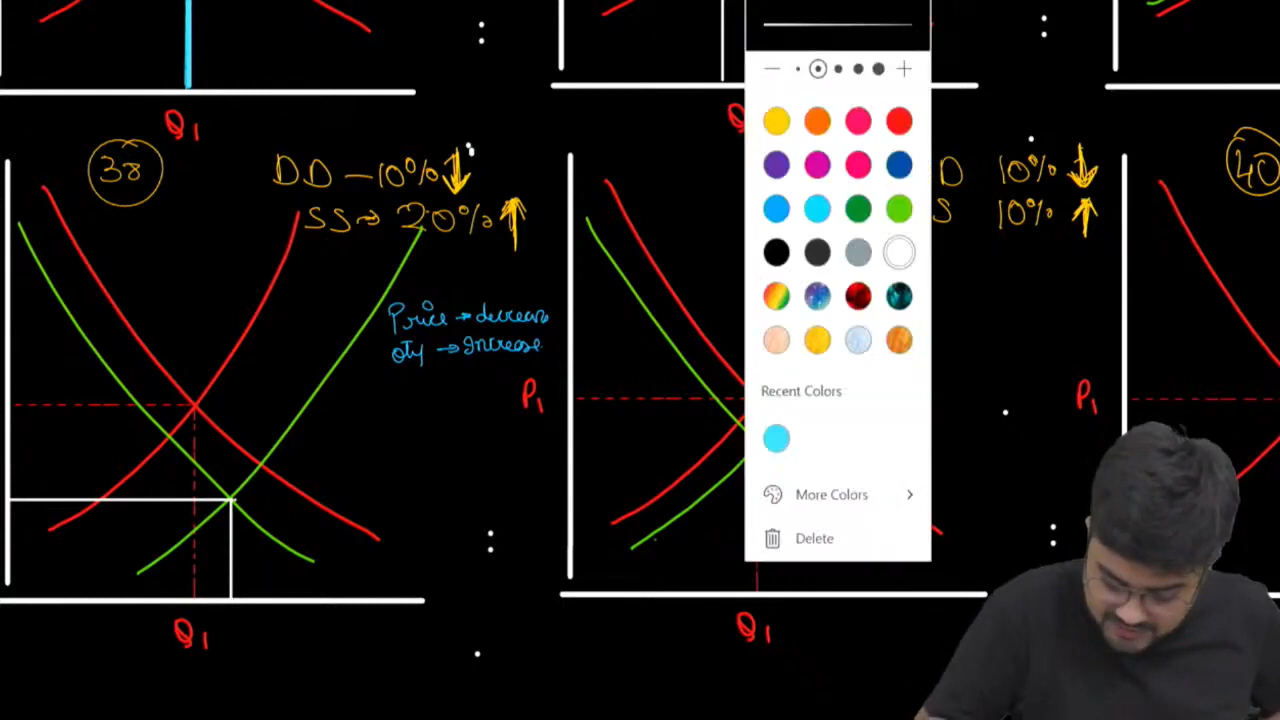 Q1
Q
38
DD - 10% ↓
SS → 20% ↑
Price → decrease
qty → Increase
P1
Q1
D 10% ↓
S 10% ↑
Recent Colors
More Colors
Delete
P1
Q1
40